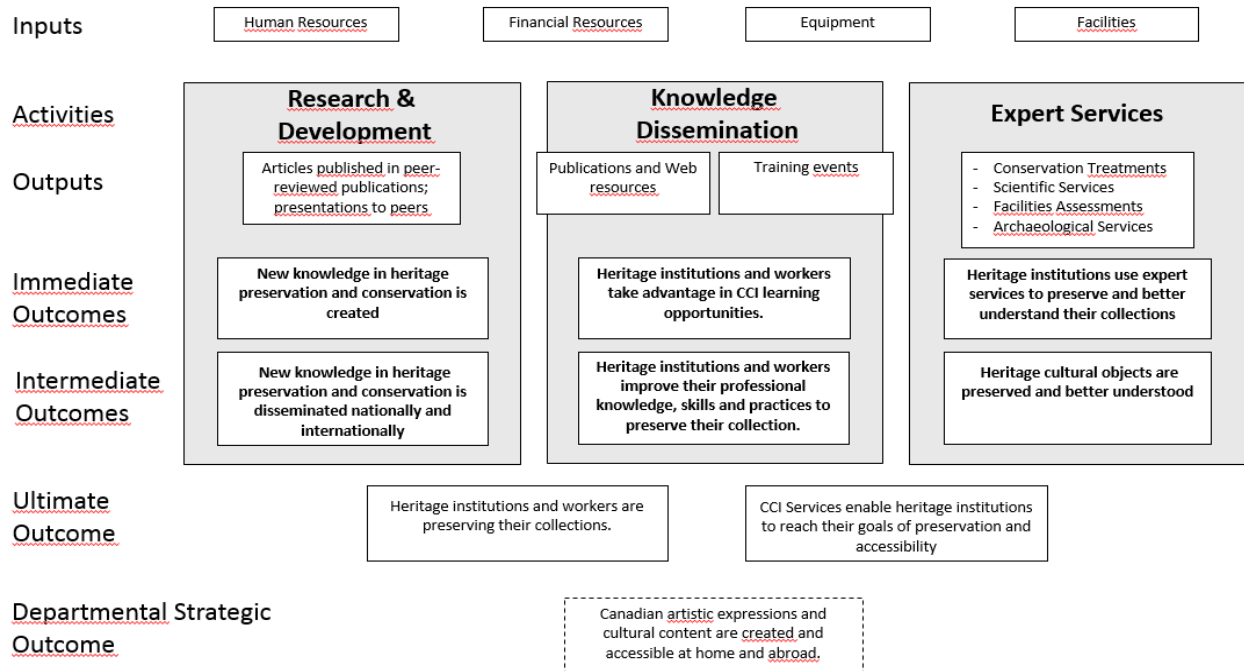 Inputs
Human Resources
Financial Resources
Equipment
Facilities
Activities
Research &
Development
Knowledge
Dissemination
Expert Services
Outputs
Articles published in peer-
reviewed publications;
presentations to peers
Publications and Web
resources
Training events
- Conservation Treatments
- Scientific Services
- Facilities Assessments
- Archaeological Services
Immediate
Outcomes
New knowledge in heritage
preservation and conservation is
created
Heritage institutions and workers
take advantage in CCI learning
opportunities.
Heritage institutions use expert
services to preserve and better
understand their collections
Intermediate
Outcomes
New knowledge in heritage
preservation and conservation is
disseminated nationally and
internationally
Heritage institutions and workers
improve their professional
knowledge, skills and practices to
preserve their collection.
Heritage cultural objects are
preserved and better understood
Ultimate
Outcome
Heritage institutions and workers are
preserving their collections.
CCI Services enable heritage institutions
to reach their goals of preservation and
accessibility
Departmental Strategic
Outcome
Canadian artistic expressions and
cultural content are created and
accessible at home and abroad.